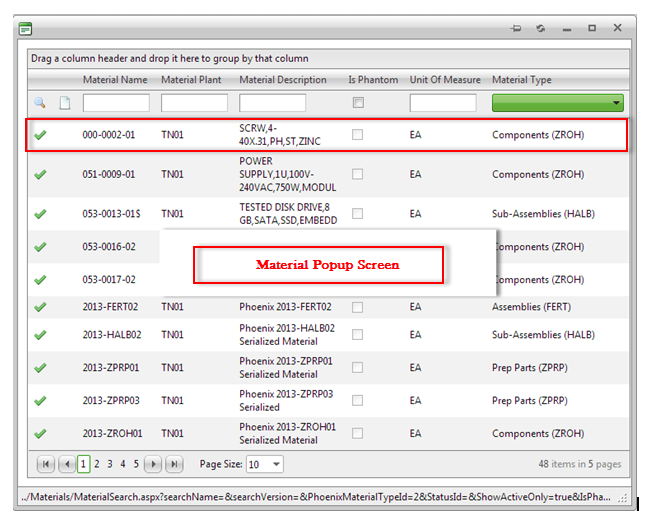 Drag a column header and drop it here to group by that column
Material Name Material Plant Material Description Is Phantom Unit Of Measure Material Type
000-0002-01 TN01 SCRW,4-
40X.31,PH,ST,ZINC EA Components (ZROH)
051-0009-01 TN01 POWER
SUPPLY,1U,100V-
240VAC,750W,MODUL EA Components (ZROH)
053-0013-01S TN01 TESTED DISK DRIVE,8
GB,SATA,SSD,EMBEDD EA Sub-Assemblies (HALB)
053-0016-02 Components (ZROH)
Material Popup Screen
053-0017-02 Components (ZROH)
2013-FERT02 TN01 Phoenix 2013-FERT02 EA Assemblies (FERT)
2013-HALB02 TN01 Phoenix 2013-HALB02
Serialized Material EA Sub-Assemblies (HALB)
2013-ZPRP01 TN01 Phoenix 2013-ZPRP01
Serialized Material EA Prep Parts (ZPRP)
2013-ZPRP03 TN01 Phoenix 2013-ZPRP03
Serialized EA Prep Parts (ZPRP)
2013-ZROH01 TN01 Phoenix 2013-ZROH01
Serialized Material EA Components (ZROH)
1 2 3 4 5 Page Size: 10 48 items in 5 pages
../Materials/MaterialSearch.aspx?searchName=&searchVersion=&PhoenixMaterialTypeId=2&StatusId=&ShowActiveOnly=true&IsPha...